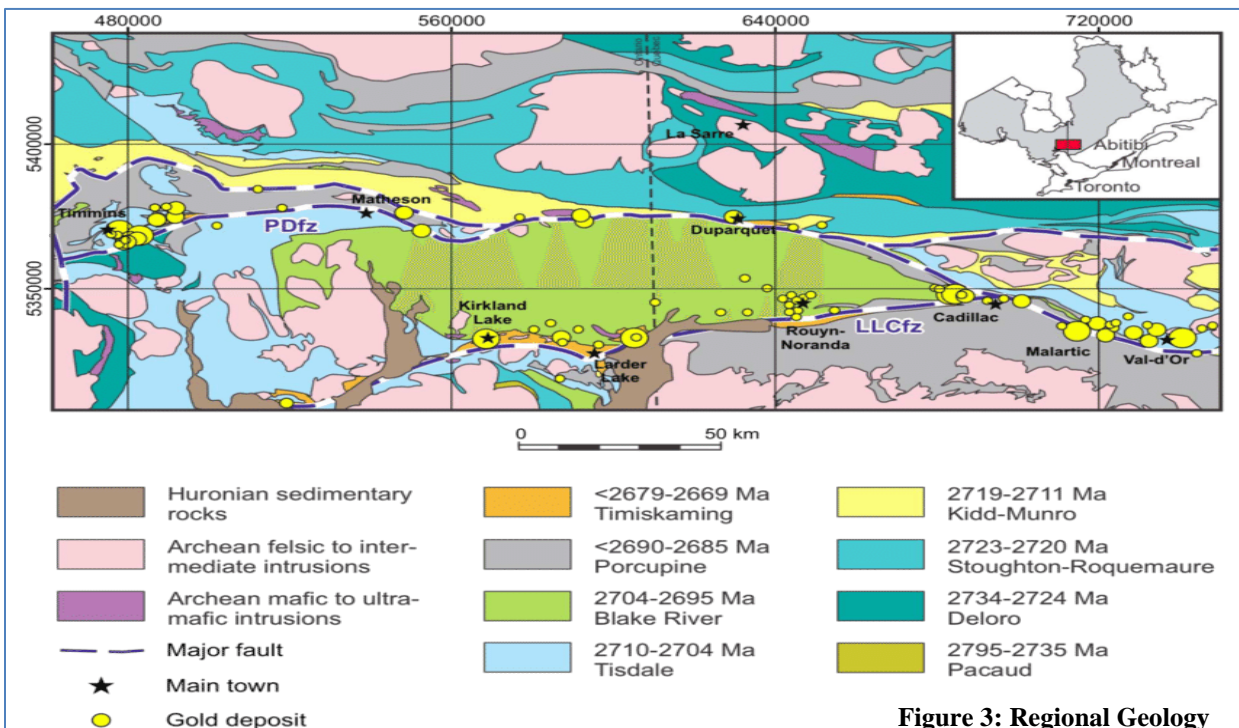 480000
560000
640000
720000
5400000
5350000
Abitibi
Montreal
Toronto
La Sarre
Timmins
Matheson
PDfz
Duparquet
Kirkland
Lake
Larder
Lake
Rouyn-
Noranda
LLCfz
Cadillac
Malartic
Val-d'Or
0
50 km
Huronian sedimentary
rocks
Archean felsic to inter-
mediate intrusions
Archean mafic to ultra-
mafic intrusions
Major fault
Main town
Gold deposit
<2679-2669 Ma
Timiskaming
<2690-2685 Ma
Porcupine
2704-2695 Ma
Blake River
2710-2704 Ma
Tisdale
2719-2711 Ma
Kidd-Munro
2723-2720 Ma
Stoughton-Roquemaure
2734-2724 Ma
Deloro
2795-2735 Ma
Pacaud
Figure 3: Regional Geology